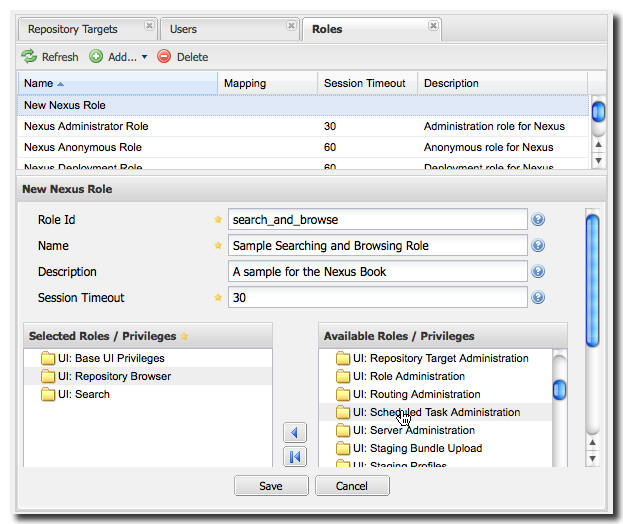 Repository Targets Users Roles
Refresh Add... Delete
Name Mapping Session Timeout Description
New Nexus Role
Nexus Administrator Role 30 Administration role for Nexus
Nexus Anonymous Role 60 Anonymous role for Nexus
Nexus Deployment Role 60 Deployment role for Nexus
New Nexus Role
Role Id search_and_browse
Name Sample Searching and Browsing Role
Description A sample for the Nexus Book
Session Timeout 30
Selected Roles / Privileges
UI: Base UI Privileges
UI: Repository Browser
UI: Search
Available Roles / Privileges
UI: Repository Target Administration
UI: Role Administration
UI: Routing Administration
UI: Scheduled Task Administration
UI: Server Administration
UI: Staging Bundle Upload
UI: Staging Profiles
Save Cancel